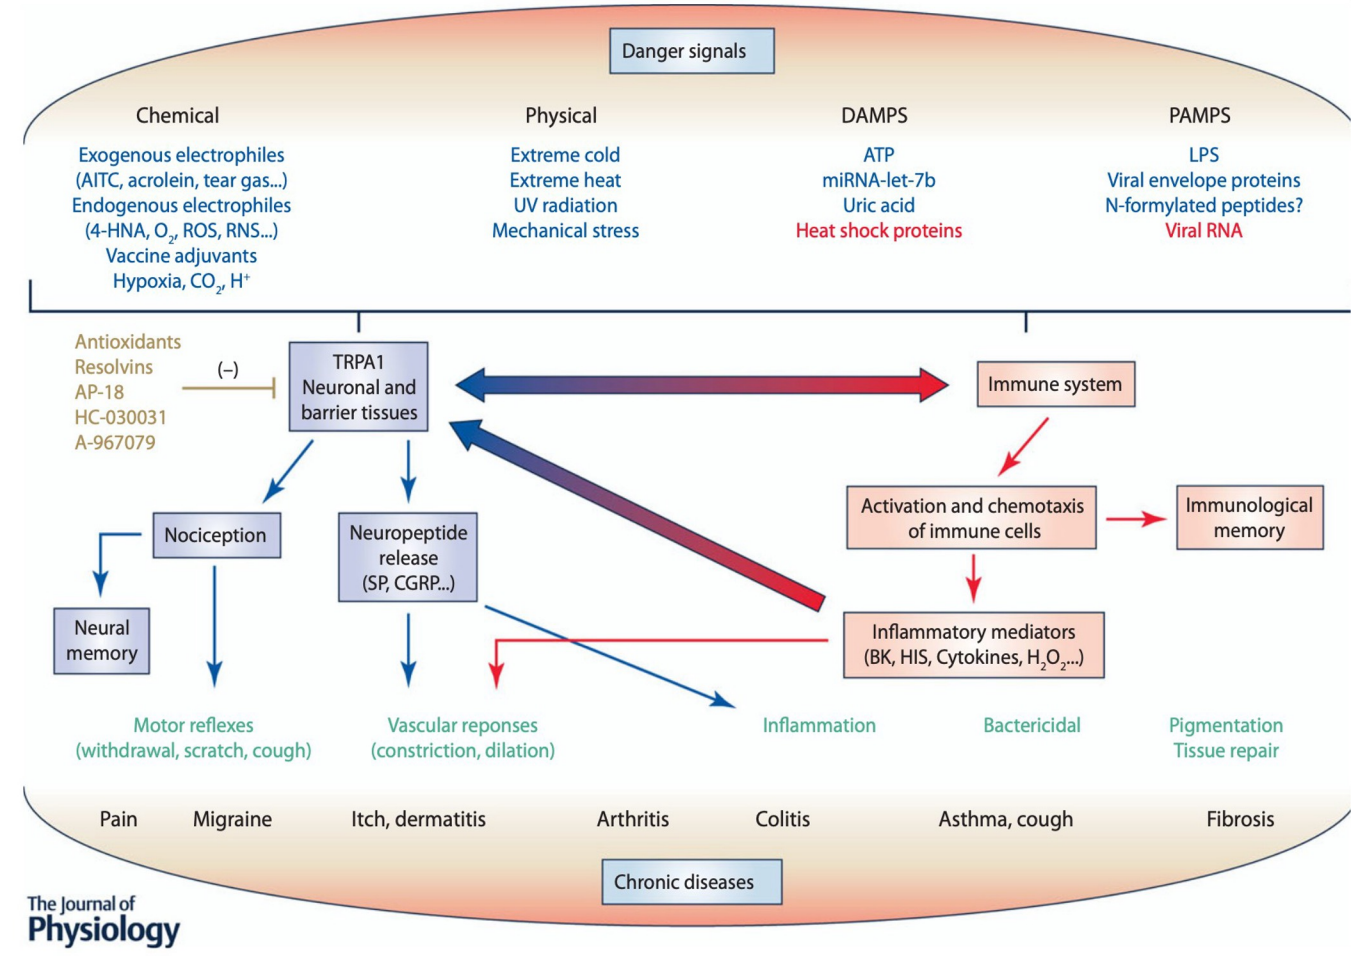 Danger signals
Chemical
Exogenous electrophiles
(AITC, acrolein, tear gas...)
Endogenous electrophiles
(4-HNA, O₂, ROS, RNS...)
Vaccine adjuvants
Hypoxia, CO₂, H⁺
Physical
Extreme cold
Extreme heat
UV radiation
Mechanical stress
DAMPS
ATP
miRNA-let-7b
Uric acid
Heat shock proteins
PAMPS
LPS
Viral envelope proteins
N-formylated peptides?
Viral RNA
Antioxidants
Resolvins
AP-18
HC-030031
A-967079
(–)
TRPA1
Neuronal and
barrier tissues
Immune system
Nociception
Neuropeptide
release
(SP, CGRP...)
Activation and chemotaxis
of immune cells
Immunological
memory
Neural
memory
Inflammatory mediators
(BK, HIS, Cytokines, H₂O₂...)
Motor reflexes
(withdrawal, scratch, cough)
Vascular reponses
(constriction, dilation)
Inflammation
Bactericidal
Pigmentation
Tissue repair
Pain
Migraine
Itch, dermatitis
Arthritis
Colitis
Asthma, cough
Fibrosis
Chronic diseases
The Journal of
Physiology